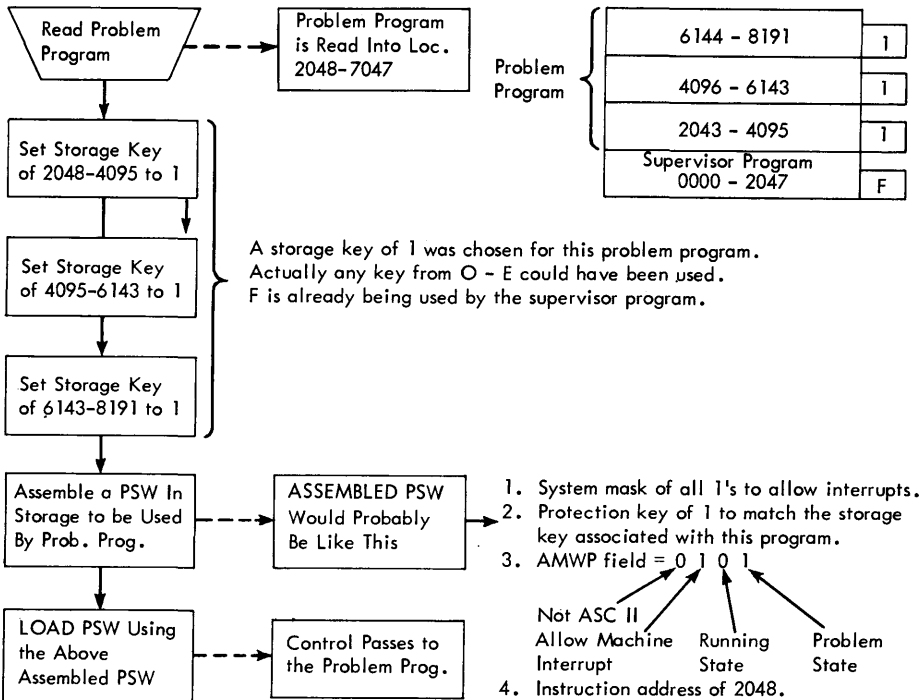 Read Problem
Program
Problem Program
is Read Into Loc.
2048-7047
Problem
Program
6144 - 8191
1
4096 - 6143
1
2043 - 4095
1
Supervisor Program
0000 - 2047
F
Set Storage Key
of 2048-4095 to 1
Set Storage Key
of 4095-6143 to 1
Set Storage Key
of 6143-8191 to 1
A storage key of 1 was chosen for this problem program.
Actually any key from O - E could have been used.
F is already being used by the supervisor program.
Assemble a PSW In
Storage to be Used
By Prob. Prog.
ASSEMBLED PSW
Would Probably
Be Like This
1. System mask of all 1's to allow interrupts.
2. Protection key of 1 to match the storage
key associated with this program.
3. AMWP field = 0 1 0 1
Not ASC II
Allow Machine
Interrupt
Running
State
Problem
State
4. Instruction address of 2048.
LOAD PSW Using
the Above
Assembled PSW
Control Passes to
the Problem Prog.